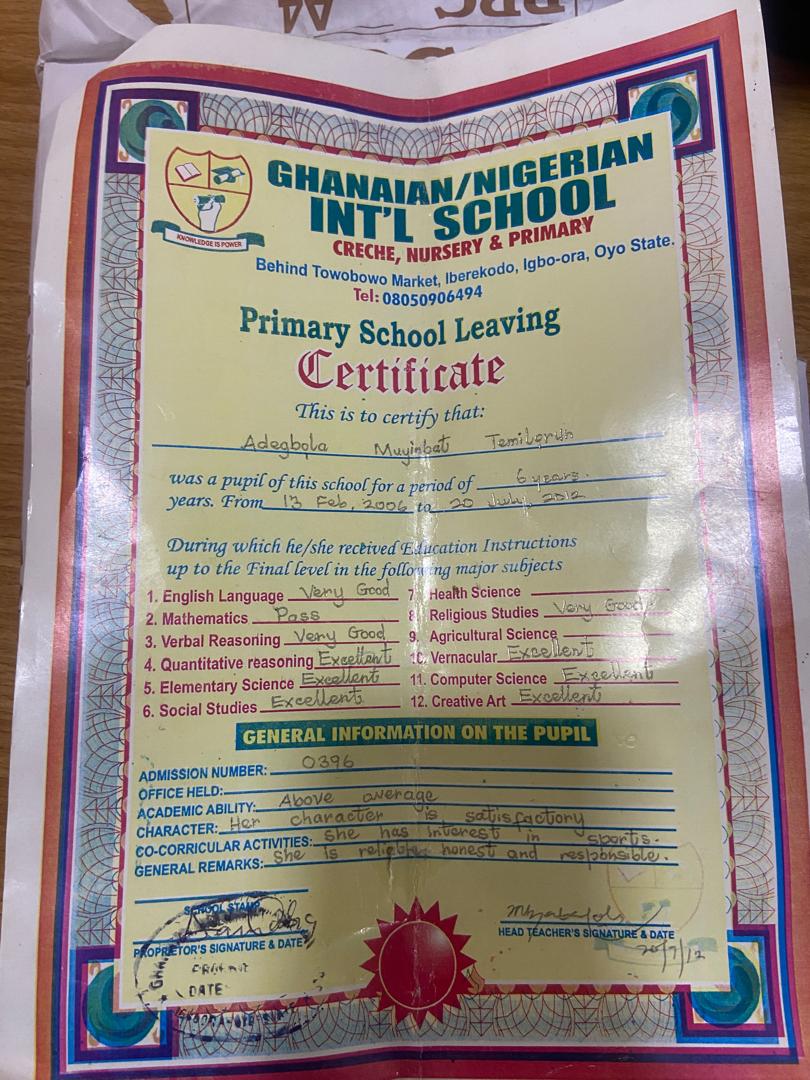 GHANAIAN/NIGERIAN
INT'L SCHOOL
CRECHE, NURSERY & PRIMARY
KNOWLEDGE IS POWER
Behind Towobowo Market, Iberekodo, Igbo-ora, Oyo State.
Tel: 08050906494
Primary School Leaving
Certificate
This is to certify that:
Adegbola Muyinbat Temilorun
was a pupil of this school for a period of 6 years.
years. From 13 Feb, 2006 to 20 July, 2012
During which he/she received Education Instructions
up to the Final level in the following major subjects
1. English Language Very Good
2. Mathematics Pass
3. Verbal Reasoning Very Good
4. Quantitative reasoning Excellent
5. Elementary Science Excellent
6. Social Studies Excellent
7. Health Science
8. Religious Studies Very Good
9. Agricultural Science
10. Vernacular Excellent
11. Computer Science Excellent
12. Creative Art Excellent
GENERAL INFORMATION ON THE PUPIL
ADMISSION NUMBER: 0396
OFFICE HELD:
ACADEMIC ABILITY: Above average
CHARACTER: Her character is satisfactory
CO-CORRICULAR ACTIVITIES: she has interest in sports.
GENERAL REMARKS: She is reliable honest and responsible.
SCHOOL STAMP
PROPRIETOR'S SIGNATURE & DATE
HEAD TEACHER'S SIGNATURE & DATE
20/7/12
DATE